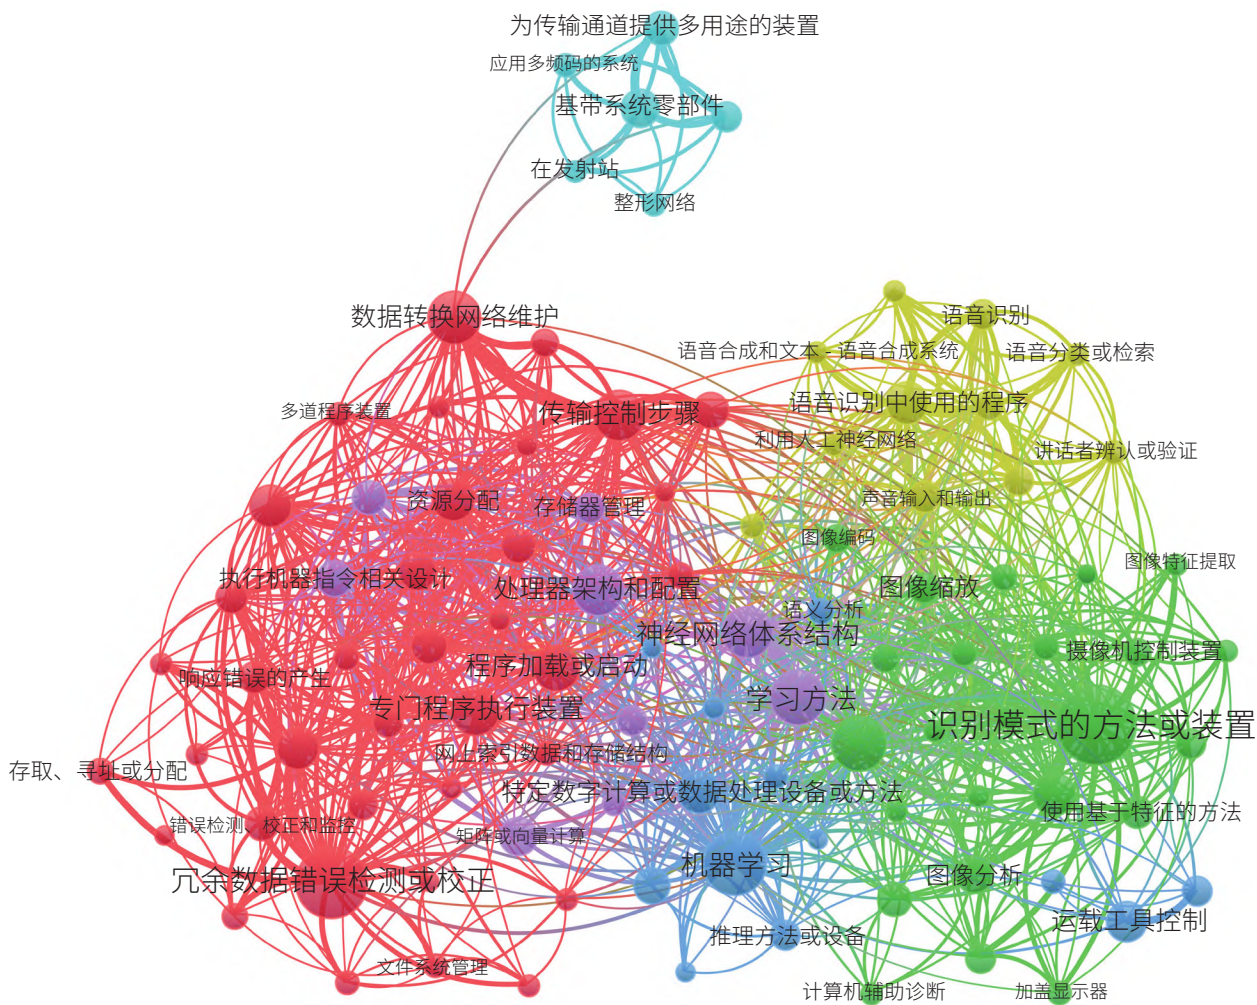 为传输通道提供多用途的装置
应用多频码的系统
基带系统零部件
在发射站
整形网络
数据转换网络维护
语音识别
语音合成和文本 - 语音合成系统
语音分类或检索
多道程序装置
传输控制步骤
语音识别中使用的程序
利用人工神经网络
讲话者辨认或验证
资源分配
存储器管理
声音输入和输出
图像编码
图像特征提取
执行机器指令相关设计
处理器架构和配置
图像缩放
语义分析
神经网络体系结构
摄像机控制装置
程序加载或启动
响应错误的产生
学习方法
专门程序执行装置
识别模式的方法或装置
网上索引数据和存储结构
存取、寻址或分配
特定数字计算或数据处理设备或方法
使用基于特征的方法
错误检测、校正和监控
矩阵或向量计算
机器学习
图像分析
冗余数据错误检测或校正
运载工具控制
推理方法或设备
文件系统管理
计算机辅助诊断
加盖显示器